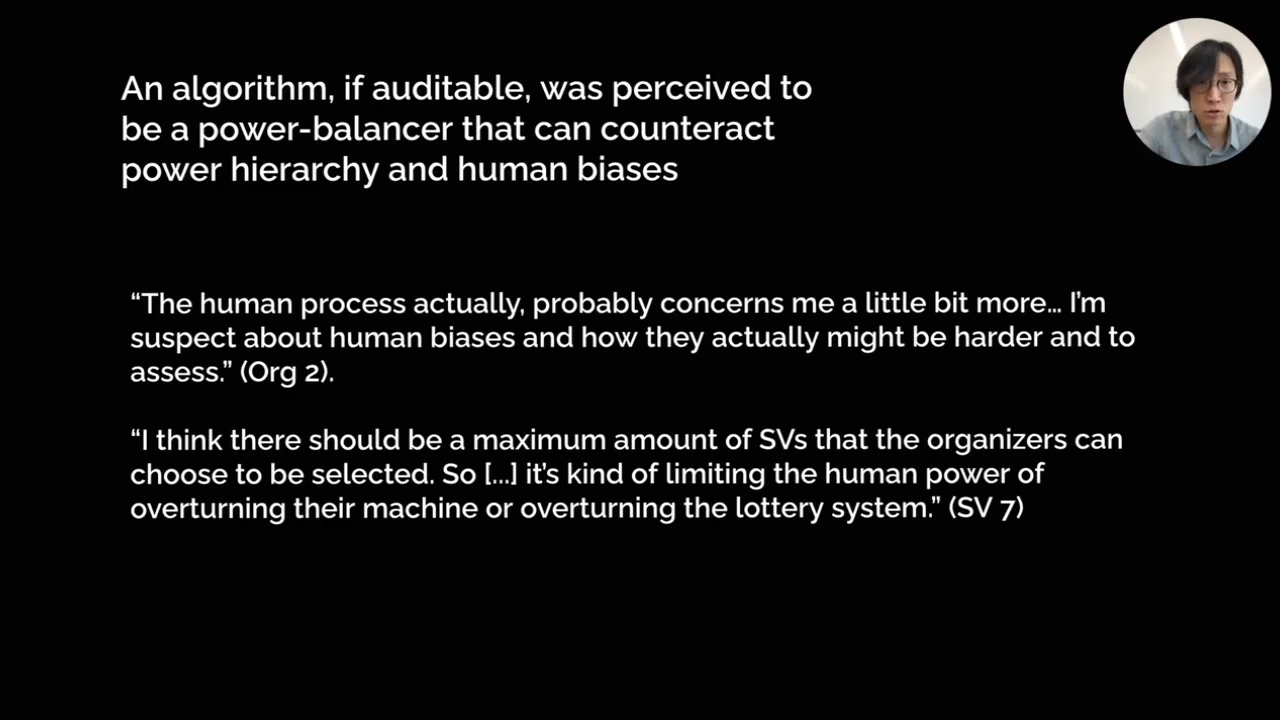 An algorithm, if auditable, was perceived to
be a power-balancer that can counteract
power hierarchy and human biases
“The human process actually, probably concerns me a little bit more… I’m
suspect about human biases and how they actually might be harder and to
assess.” (Org 2).
“I think there should be a maximum amount of SVs that the organizers can
choose to be selected. So [...] it’s kind of limiting the human power of
overturning their machine or overturning the lottery system.” (SV 7)